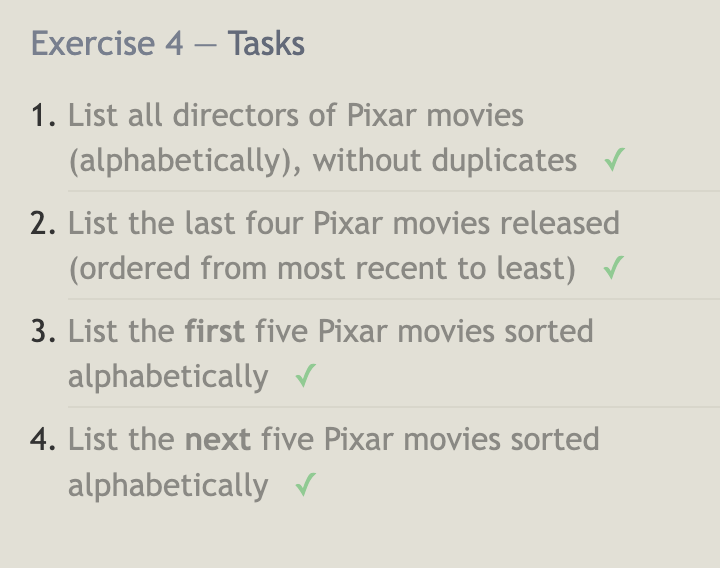 Exercise 4 — Tasks
1. List all directors of Pixar movies
(alphabetically), without duplicates ✓
2. List the last four Pixar movies released
(ordered from most recent to least) ✓
3. List the first five Pixar movies sorted
alphabetically ✓
4. List the next five Pixar movies sorted
alphabetically ✓